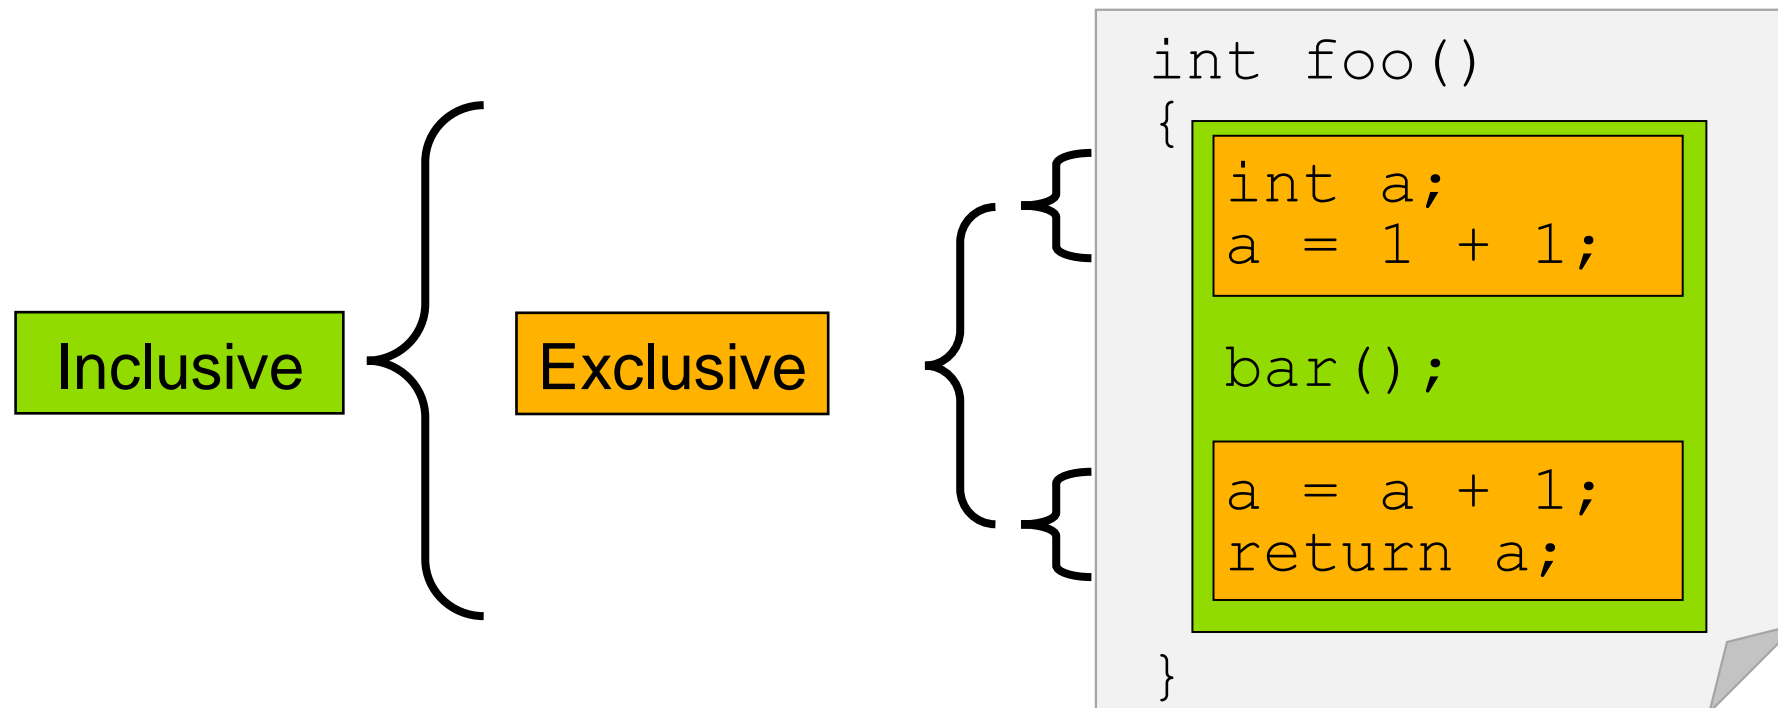 Inclusive
Exclusive
int foo()
{
int a;
a = 1 + 1;
bar();
a = a + 1;
return a;
}